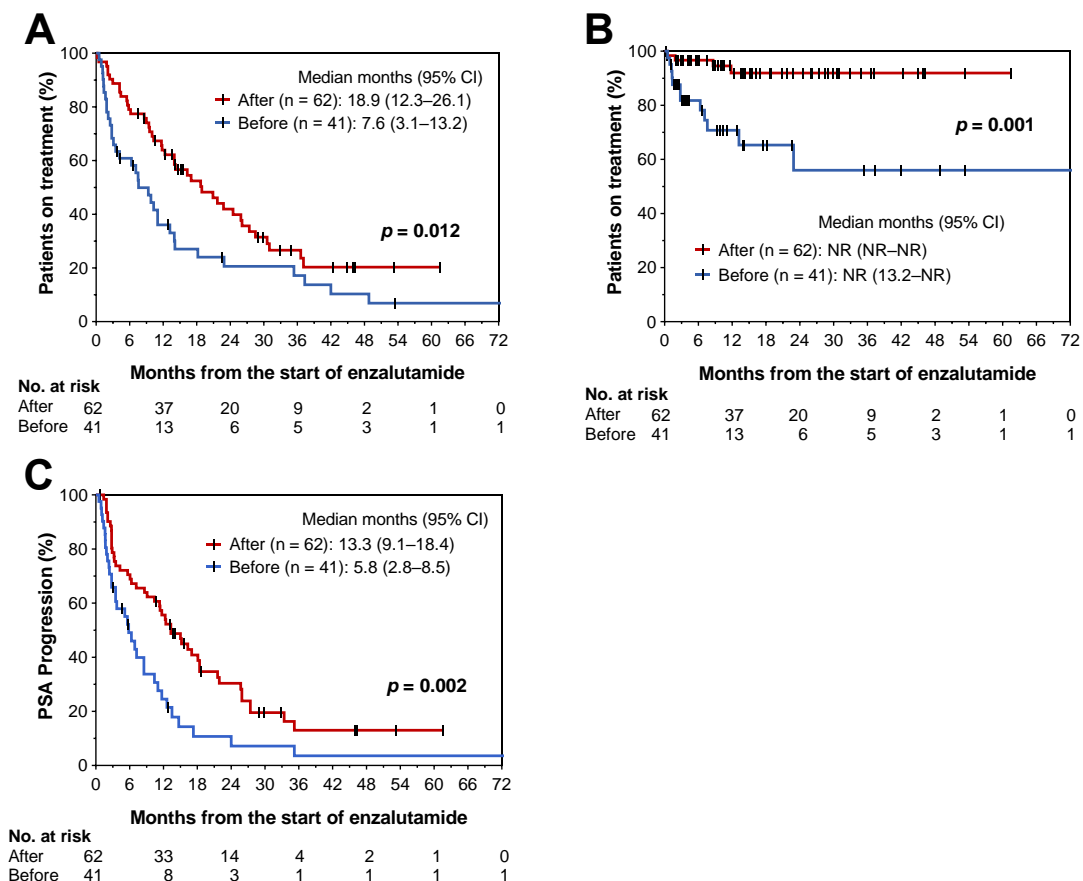 A
Patients on treatment (%)
100
80
60
40
20
0
Median months (95% CI)
After (n = 62): 18.9 (12.3–26.1)
Before (n = 41): 7.6 (3.1–13.2)
p = 0.012
0 6 12 18 24 30 36 42 48 54 60 66 72
Months from the start of enzalutamide
No. at risk
After 62 37 20 9 2 1 0
Before 41 13 6 5 3 1 1
B
Patients on treatment (%)
100
80
60
40
20
0
p = 0.001
Median months (95% CI)
After (n = 62): NR (NR–NR)
Before (n = 41): NR (13.2–NR)
0 6 12 18 24 30 36 42 48 54 60 66 72
Months from the start of enzalutamide
No. at risk
After 62 37 20 9 2 1 0
Before 41 13 6 5 3 1 1
C
PSA Progression (%)
100
80
60
40
20
0
Median months (95% CI)
After (n = 62): 13.3 (9.1–18.4)
Before (n = 41): 5.8 (2.8–8.5)
p = 0.002
0 6 12 18 24 30 36 42 48 54 60 66 72
Months from the start of enzalutamide
No. at risk
After 62 33 14 4 2 1 0
Before 41 8 3 1 1 1 1